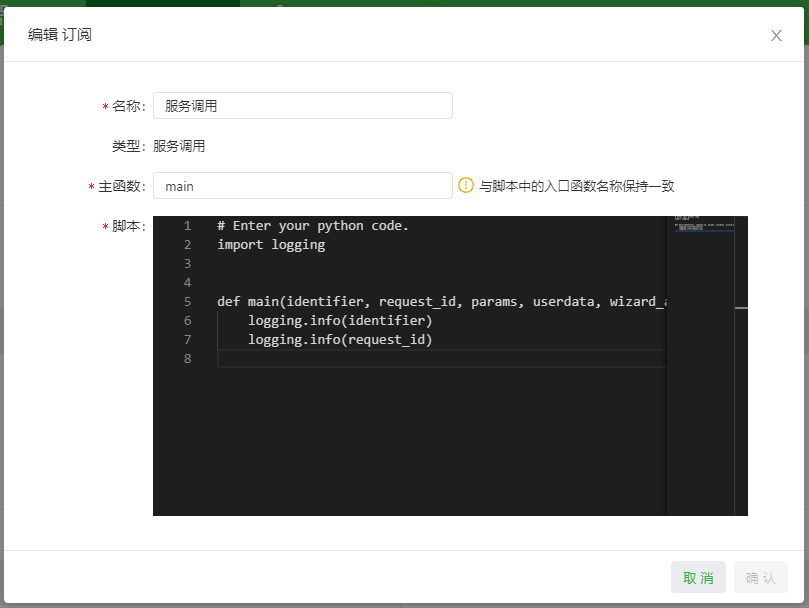 编辑 订阅
* 名称: 服务调用
类型: 服务调用
* 主函数: main 与脚本中的入口函数名称保持一致
* 脚本:
1 # Enter your python code.
2 import logging
3
4
5 def main(identifier, request_id, params, userdata, wizard_a
6 logging.info(identifier)
7 logging.info(request_id)
8
取 消 确 认